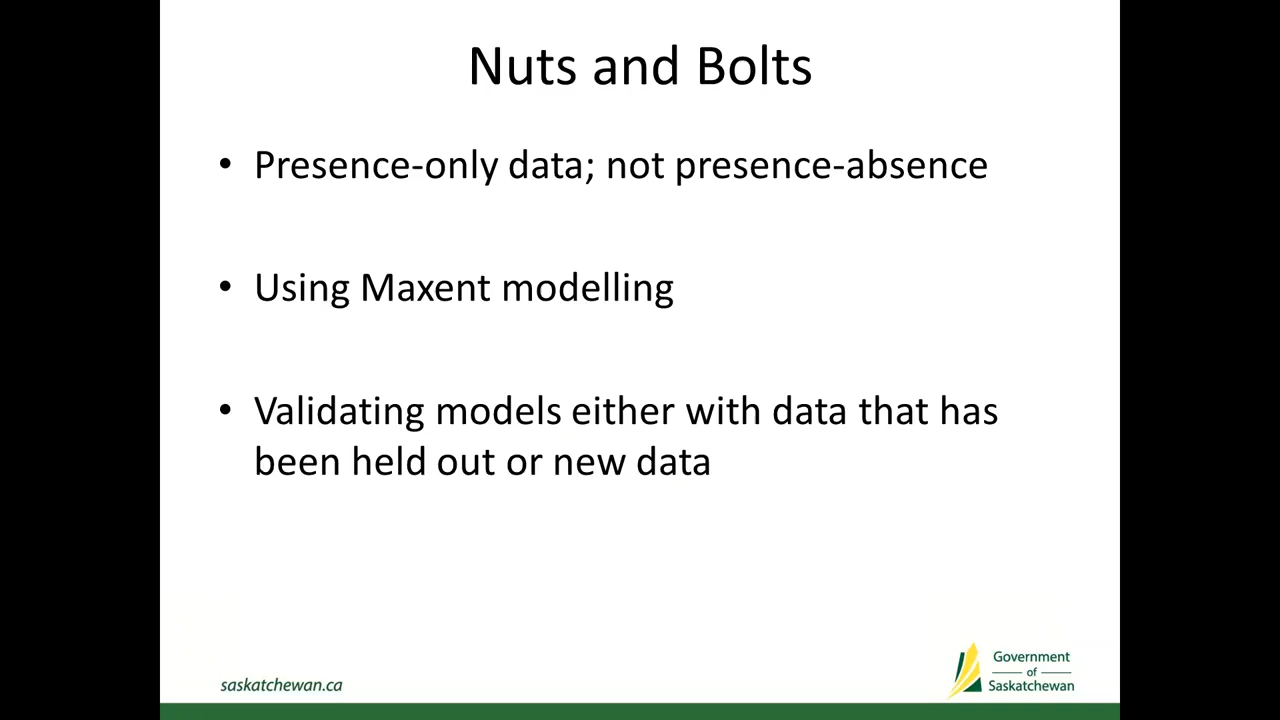 Nuts and Bolts
• Presence-only data; not presence-absence
• Using Maxent modelling
• Validating models either with data that has
been held out or new data
saskatchewan.ca
Government
of
Saskatchewan